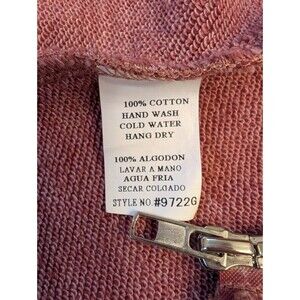 100% COTTON
HAND WASH
COLD WATER
HANG DRY
100% ALGODON
LAVAR A MANO
AGUA FRIA
SECAR COLGADO
STYLE NO.#9722G